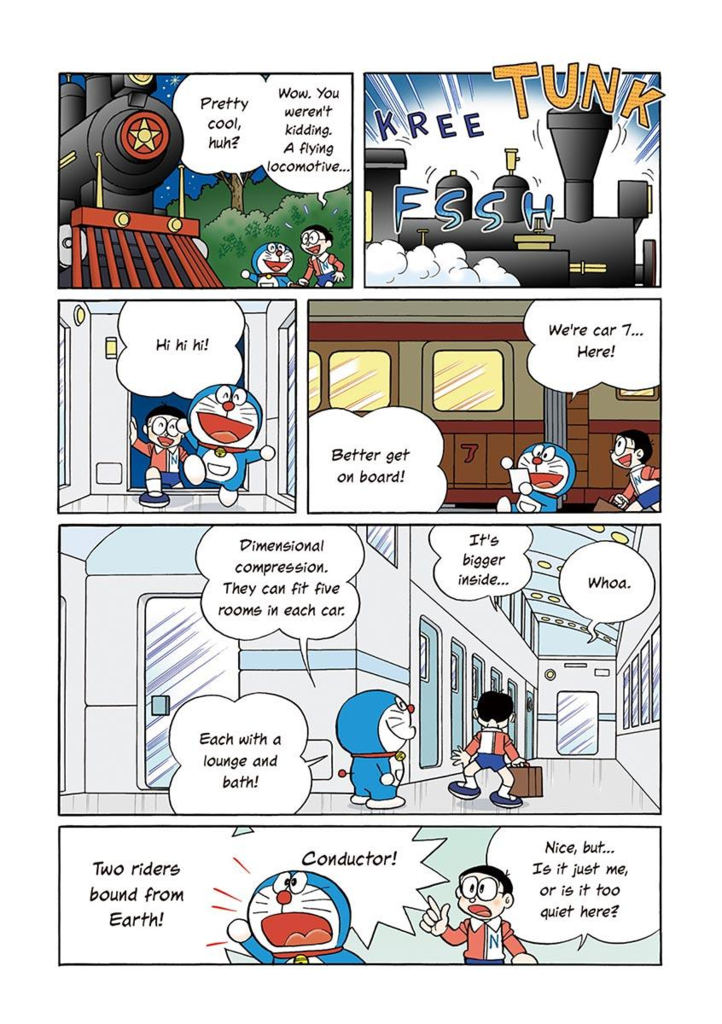 TUNK
KREE
FSSH
Wow. You
weren't
kidding.
A flying
locomotive...
Pretty
cool,
huh?
We're car 7...
Here!
Better get
on board!
7
N
Hi hi hi!
N
Whoa.
It's
bigger
inside...
Dimensional
compression.
They can fit five
rooms in each car.
Each with a
lounge and
bath!
Nice, but...
Is it just me,
or is it too
quiet here?
N
Conductor!
Two riders
bound from
Earth!